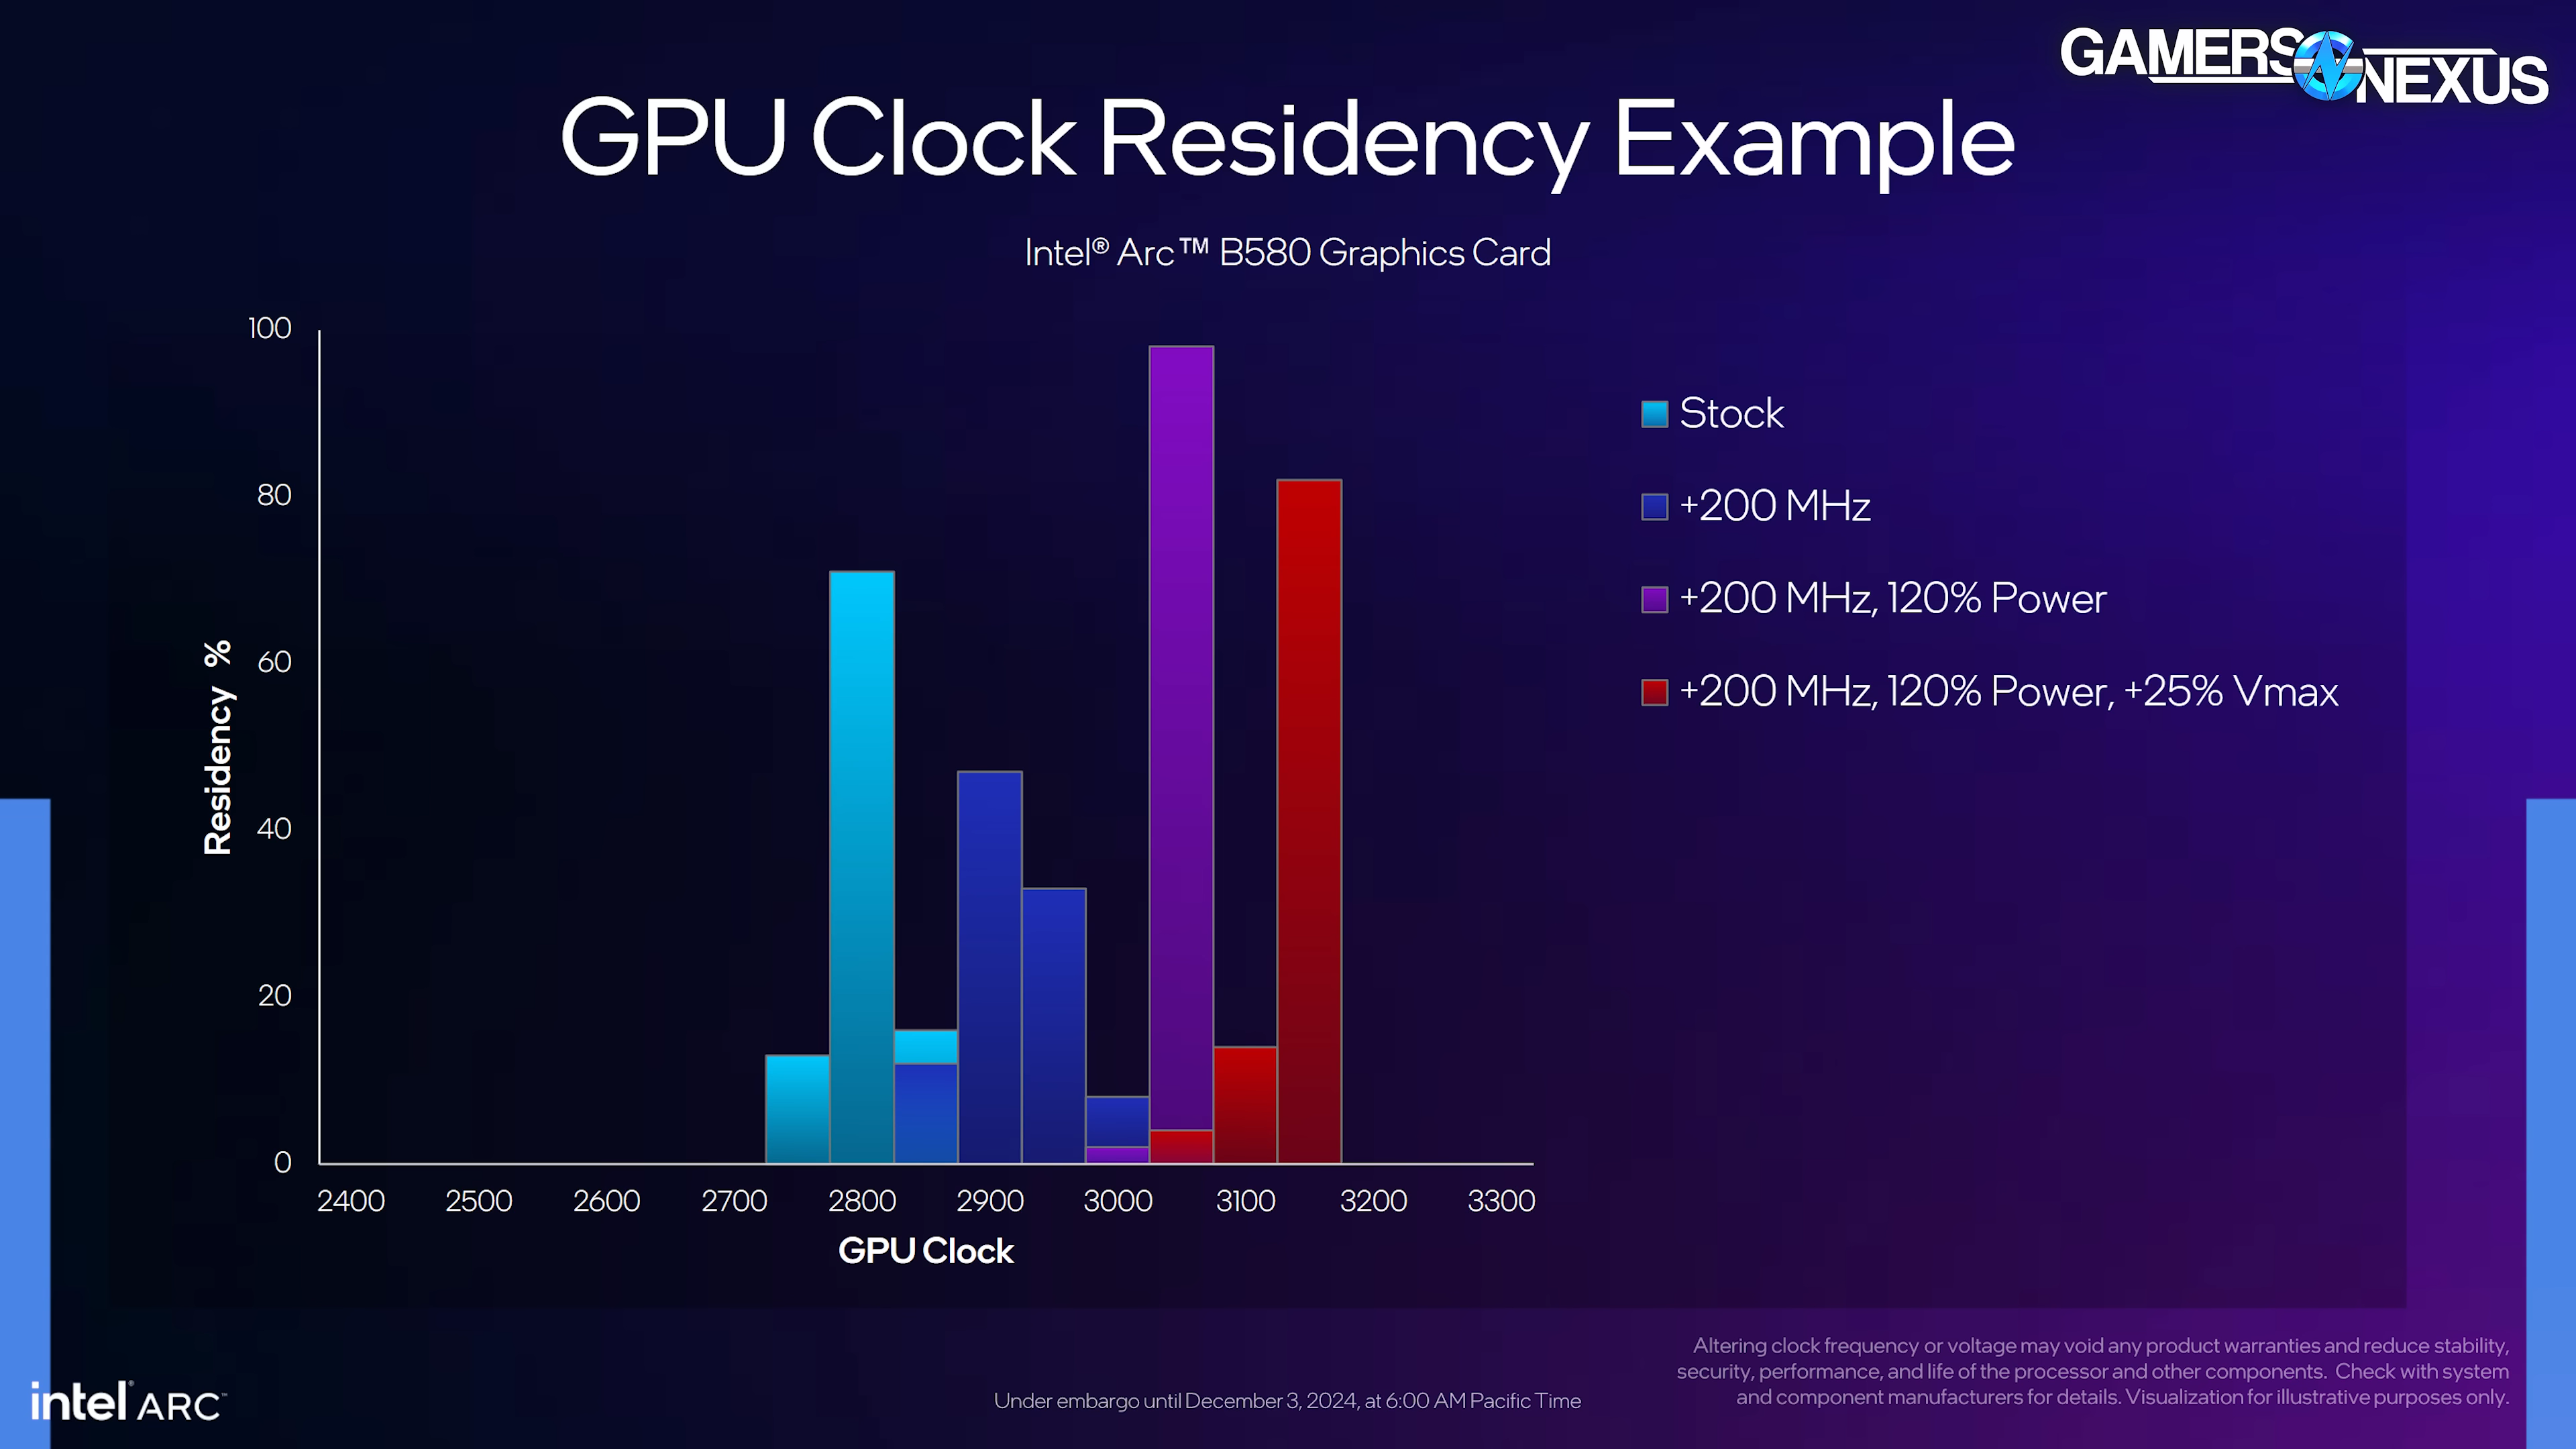 GAMERS NEXUS
GPU Clock Residency Example
Intel® Arc™ B580 Graphics Card
Residency %
100
80
60
40
20
0
2400 2500 2600 2700 2800 2900 3000 3100 3200 3300
GPU Clock
Stock
+200 MHz
+200 MHz, 120% Power
+200 MHz, 120% Power, +25% Vmax
intel® ARC™
Under embargo until December 3, 2024, at 6:00 AM Pacific Time
Altering clock frequency or voltage may void any product warranties and reduce stability,
security, performance, and life of the processor and other components. Check with system
and component manufacturers for details. Visualization for illustrative purposes only.